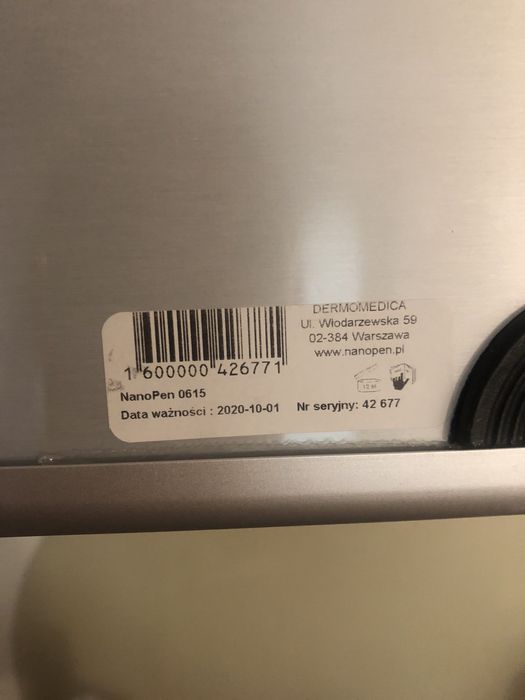 1 600000 426771
NanoPen 0615
Data ważności : 2020-10-01
DERMOMEDICA
Ul. Włodarzewska 59
02-384 Warszawa
www.nanopen.pl
12 M
Nr seryjny: 42 677